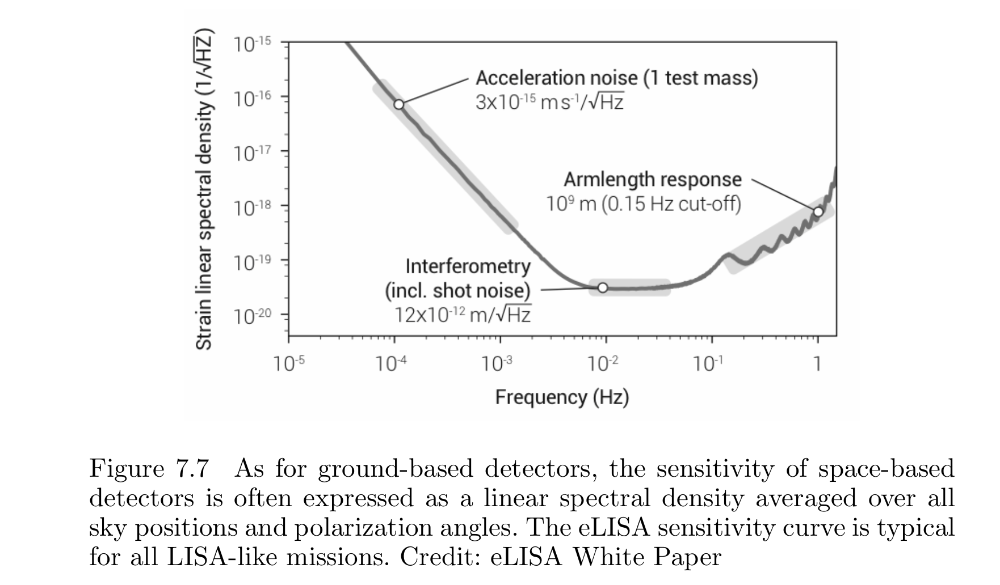 Strain linear spectral density (1/√HZ)
10⁻¹⁵
10⁻¹⁶
10⁻¹⁷
10⁻¹⁸
10⁻¹⁹
10⁻²⁰
Acceleration noise (1 test mass)
3x10⁻¹⁵ m s⁻¹/√Hz
Armlength response
10⁹ m (0.15 Hz cut-off)
Interferometry
(incl. shot noise)
12x10⁻¹² m/√Hz
10⁻⁵ 10⁻⁴ 10⁻³ 10⁻² 10⁻¹ 1
Frequency (Hz)
Figure 7.7 As for ground-based detectors, the sensitivity of space-based
detectors is often expressed as a linear spectral density averaged over all
sky positions and polarization angles. The eLISA sensitivity curve is typical
for all LISA-like missions. Credit: eLISA White Paper